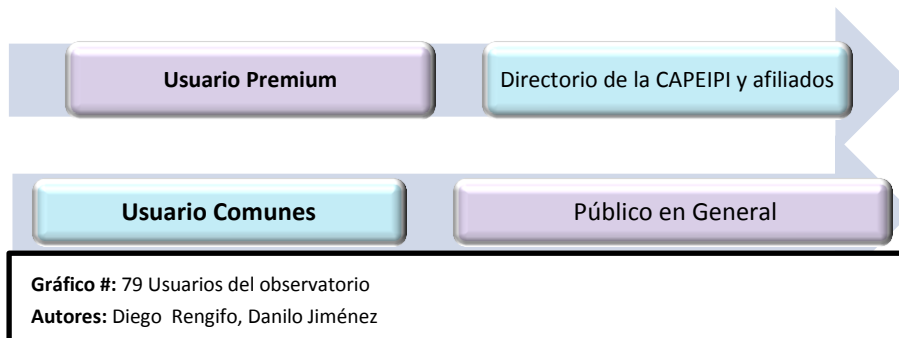 Usuario Premium
Directorio de la CAPEIPI y afiliados
Usuario Comunes
Público en General
Gráfico #: 79 Usuarios del observatorio
Autores: Diego Rengifo, Danilo Jiménez